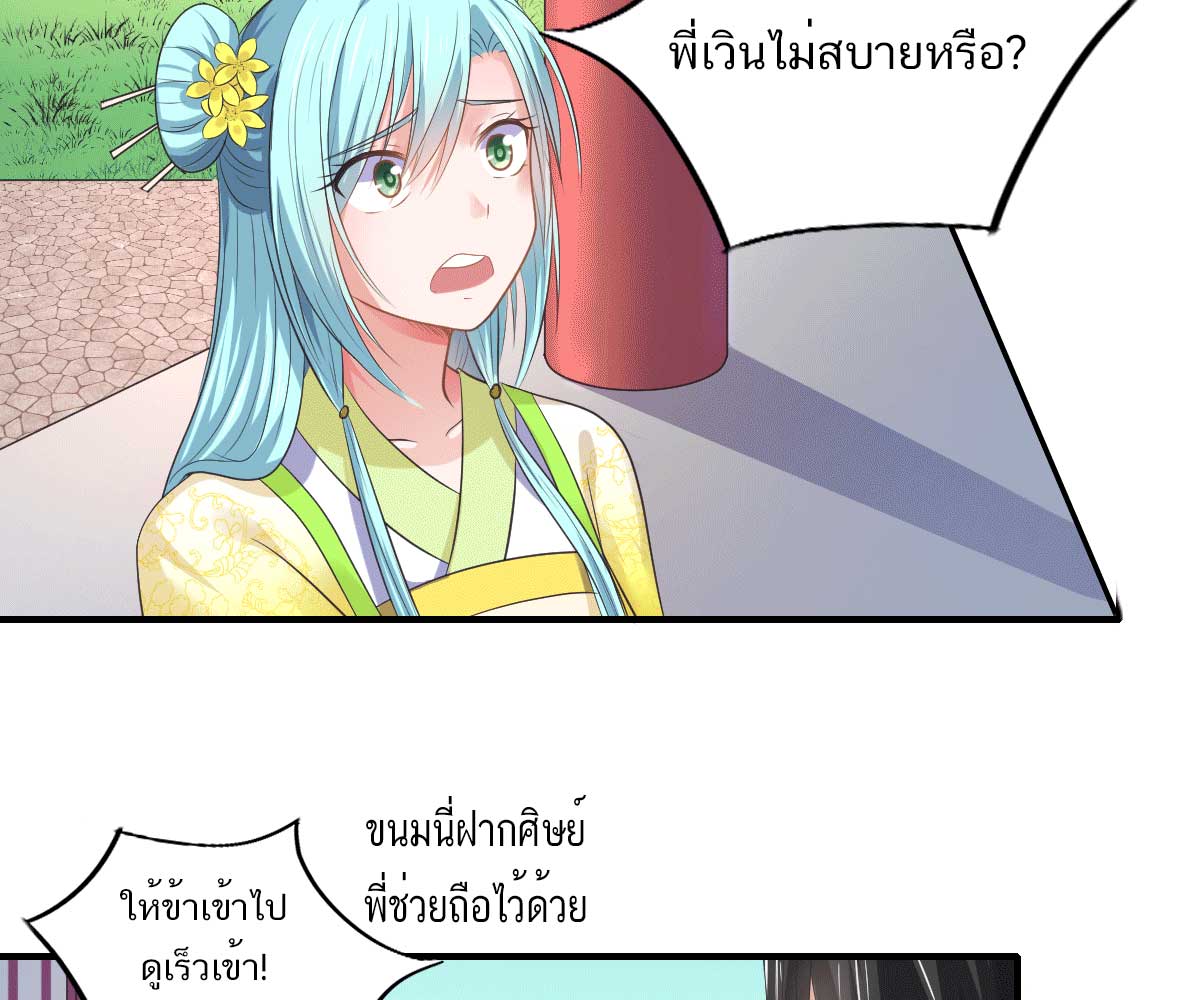 พี่เวินไม่สบายหรือ?
ขนมนี่ฝากศิษย์
พี่ช่วยถือไว้ด้วย
ให้ข้าเข้าไป
ดูเร็วเข้า!